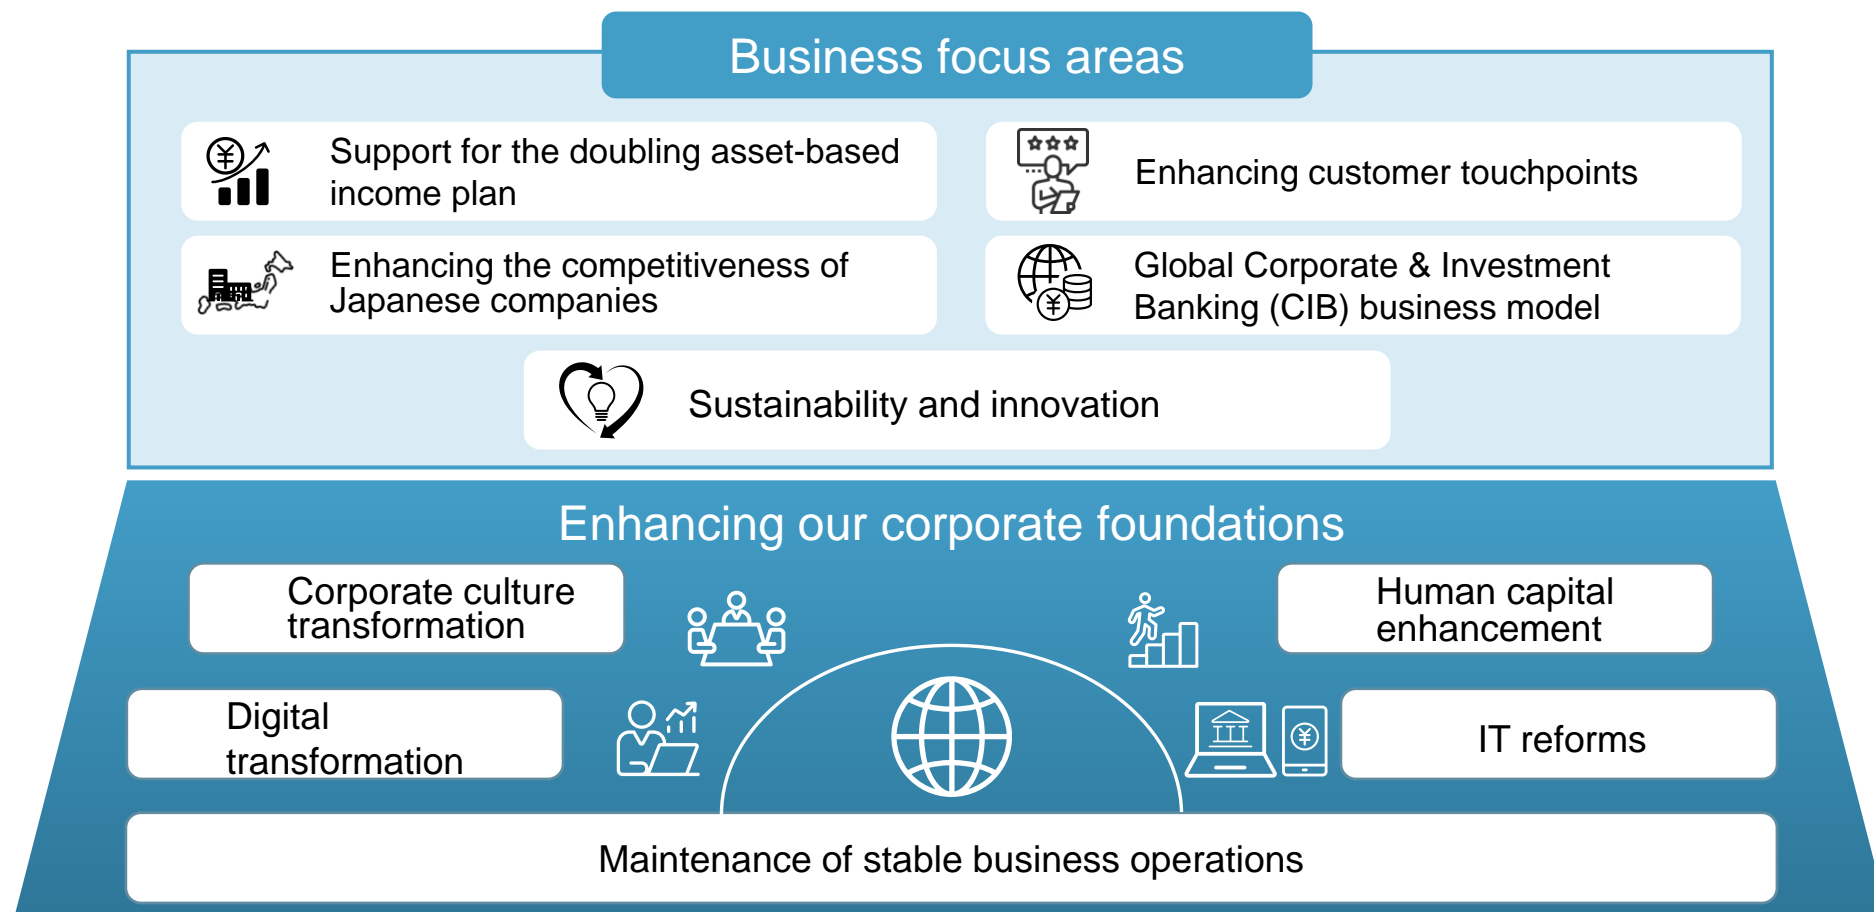 Business focus areas
Support for the doubling asset-based
income plan
Enhancing customer touchpoints
Enhancing the competitiveness of
Japanese companies
Global Corporate & Investment
Banking (CIB) business model
Sustainability and innovation
Enhancing our corporate foundations
Corporate culture
transformation
Human capital
enhancement
Digital
transformation
IT reforms
Maintenance of stable business operations